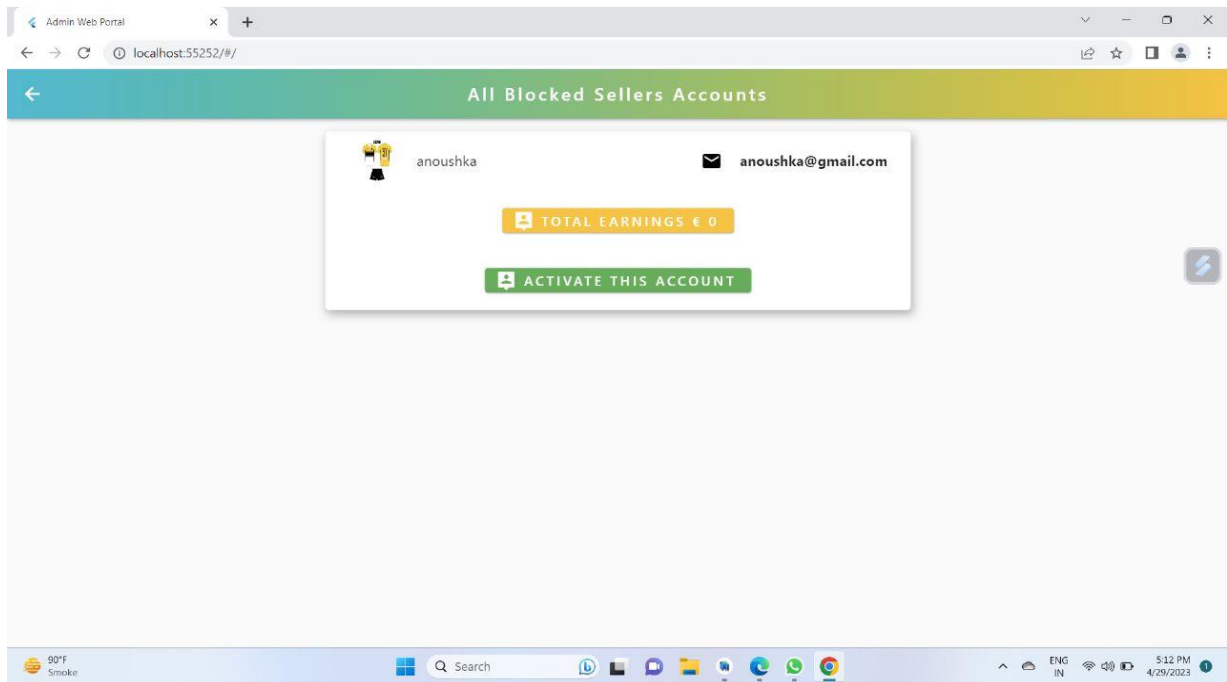 Admin Web Portal
localhost:55252/#/
All Blocked Sellers Accounts
anoushka
anoushka@gmail.com
TOTAL EARNINGS € 0
ACTIVATE THIS ACCOUNT
90°F
Smoke
Search
ENG
IN
5:12 PM
4/29/2023
1